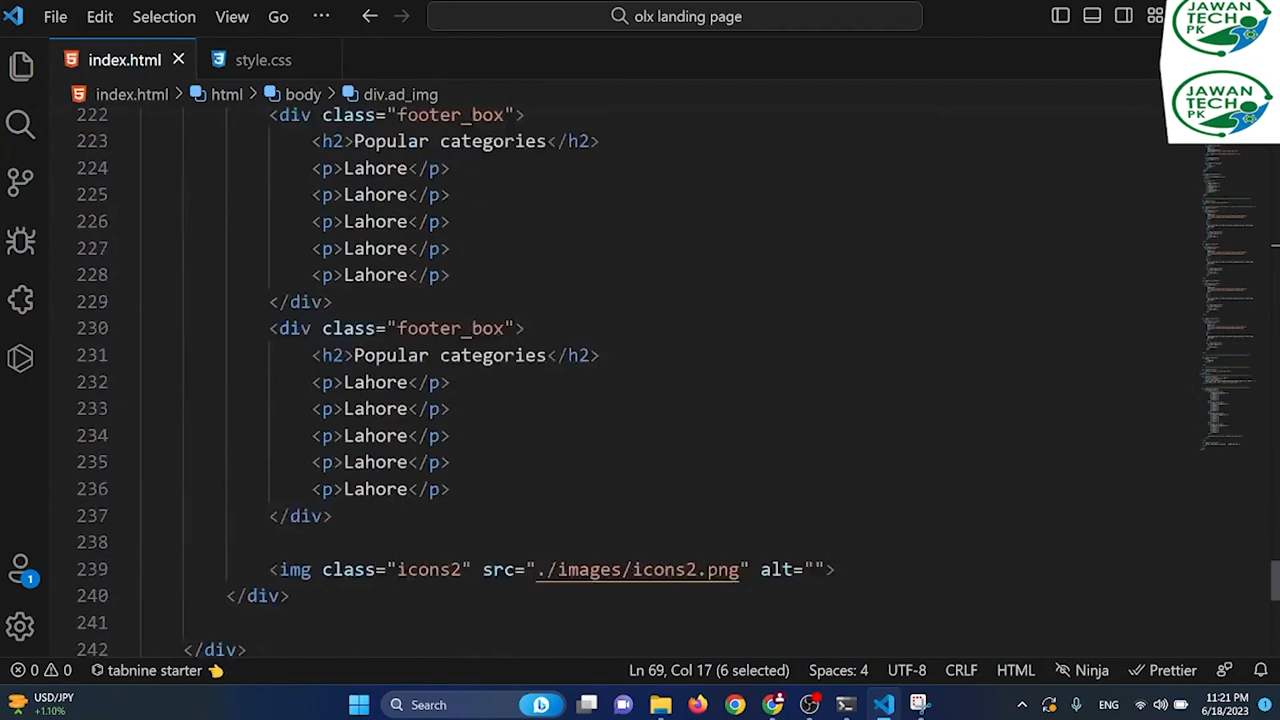 File Edit Selection View Go ··· olx landing page
JAWAN
TECH
PK
JAWAN
TECH
PK
index.html style.css
index.html > html > body > div.ad_img
222 <div class="footer_box">
223 <h2>Popular categories</h2>
224 <p>Lahore</p>
225 <p>Lahore</p>
226 <p>Lahore</p>
227 <p>Lahore</p>
228 <p>Lahore</p>
229 </div>
230 <div class="footer_box">
231 <h2>Popular categories</h2>
232 <p>Lahore</p>
233 <p>Lahore</p>
234 <p>Lahore</p>
235 <p>Lahore</p>
236 <p>Lahore</p>
237 </div>
238
239 <img class="icons2" src="./images/icons2.png" alt="">
240 </div>
241
242 </div>
1
0 0 tabnine starter 👈 Ln 69, Col 17 (6 selected) Spaces: 4 UTF-8 CRLF HTML Ninja Prettier
USD/JPY
+1.10%
Search
ENG
11:21 PM
6/18/2023
1